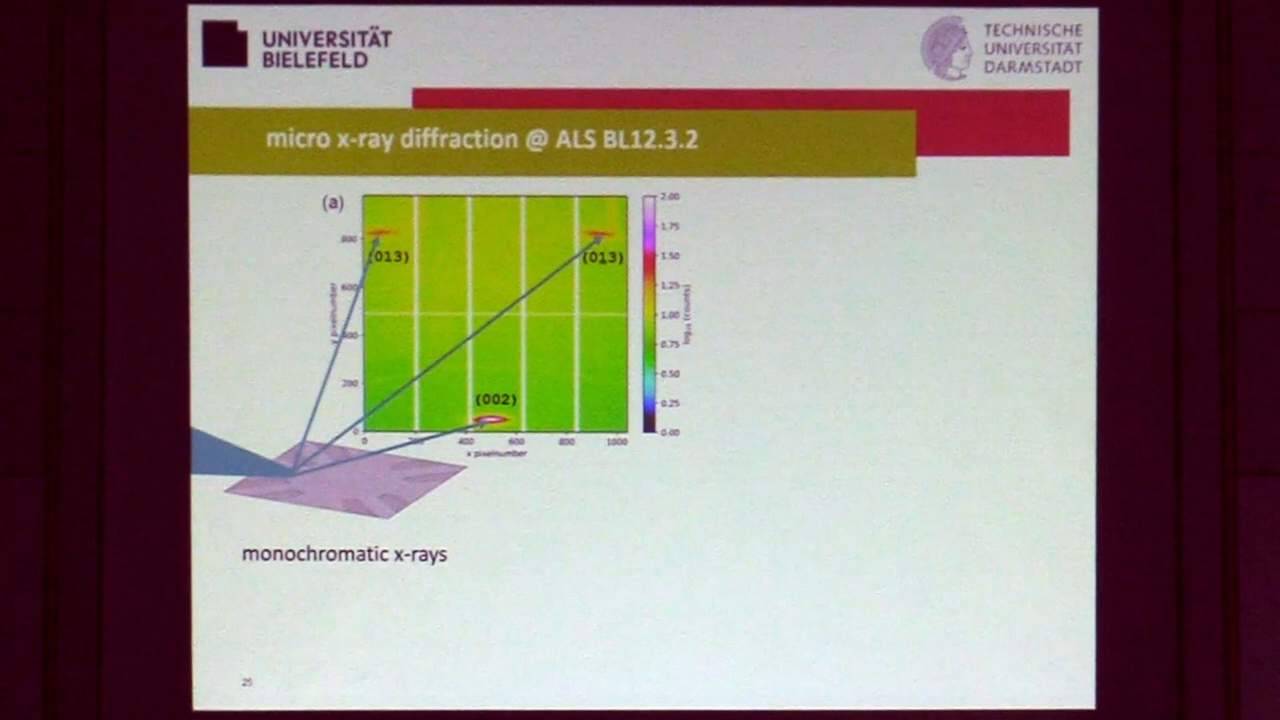 UNIVERSITÄT
BIELEFELD
TECHNISCHE
UNIVERSITÄT
DARMSTADT
micro x-ray diffraction @ ALS BL12.3.2
(a)
(013)
(013)
(002)
800
600
400
200
0
y pixelnumber
0
200
400
600
800
1000
x pixelnumber
2.00
1.75
1.50
1.25
1.00
0.75
0.50
0.25
0.00
log₁₀ (counts)
monochromatic x-rays
25